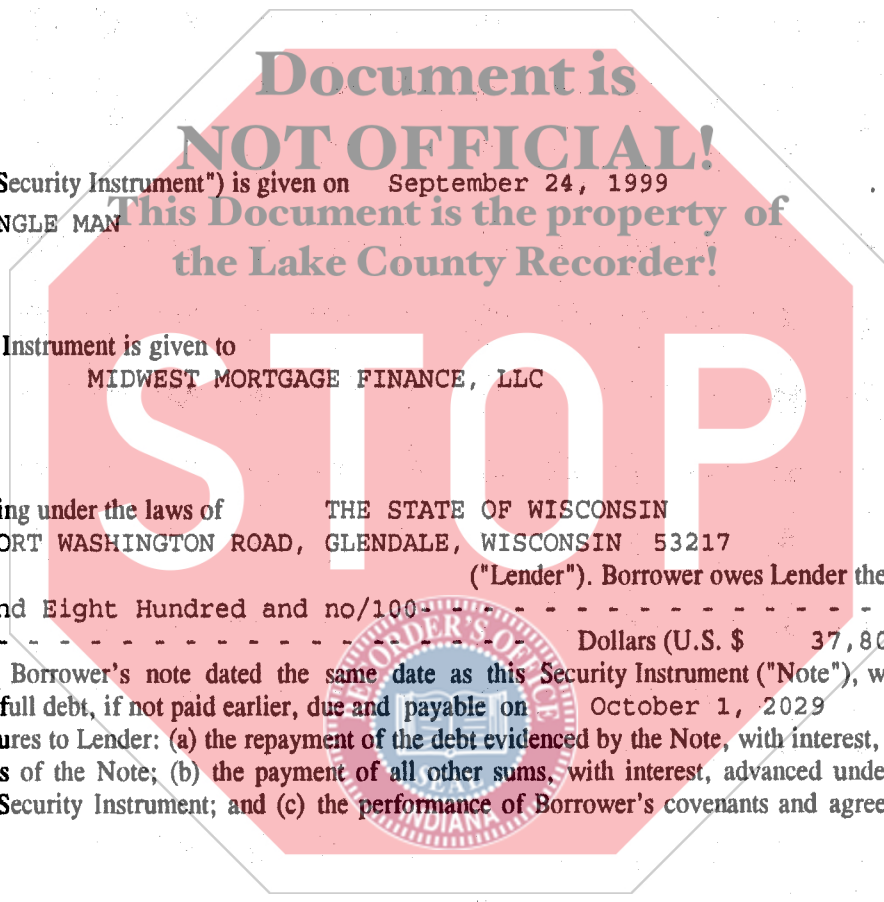 Document is
NOT OFFICIAL!
Security Instrument") is given on September 24, 1999
NGLE MAN
This Document is the property of
the Lake County Recorder!
Instrument is given to
MIDWEST MORTGAGE FINANCE, LLC
STOP
ing under the laws of THE STATE OF WISCONSIN
ORT WASHINGTON ROAD, GLENDALE, WISCONSIN 53217
("Lender"). Borrower owes Lender the
nd Eight Hundred and no/100- - - - - - - - - - - - - - -
- - - - - - - - - - - - - - - - Dollars (U.S. $ 37,80
Borrower's note dated the same date as this Security Instrument ("Note"), w
full debt, if not paid earlier, due and payable on October 1, 2029
ures to Lender: (a) the repayment of the debt evidenced by the Note, with interest,
s of the Note; (b) the payment of all other sums, with interest, advanced unde
Security Instrument; and (c) the performance of Borrower's covenants and agree
RECORDER'S OFFICE
SEAL
INDIANA